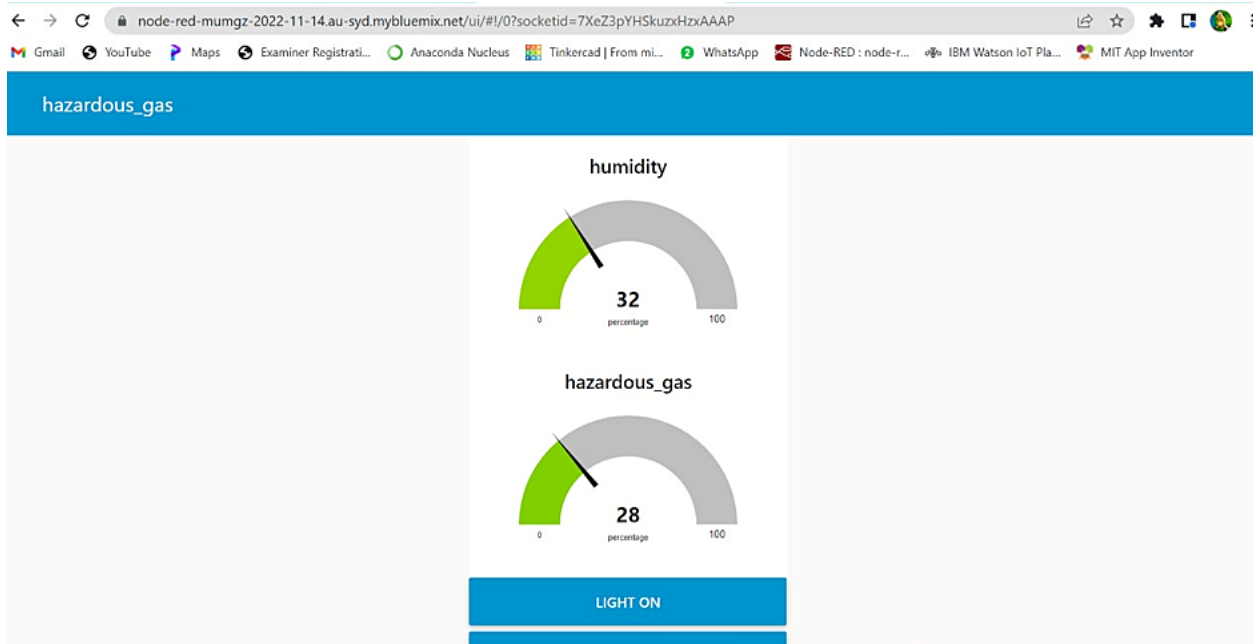 node-red-mumgz-2022-11-14.au-syd.mybluemix.net/ui/#!/0?socketid=7XeZ3pYHSkuzxHzxAAAP
Gmail YouTube Maps Examiner Registrati... Anaconda Nucleus Tinkercad | From mi... 2 WhatsApp Node-RED : node-r... IBM Watson IoT Pla... MIT App Inventor
hazardous_gas
humidity
32
0 percentage 100
hazardous_gas
28
0 percentage 100
LIGHT ON